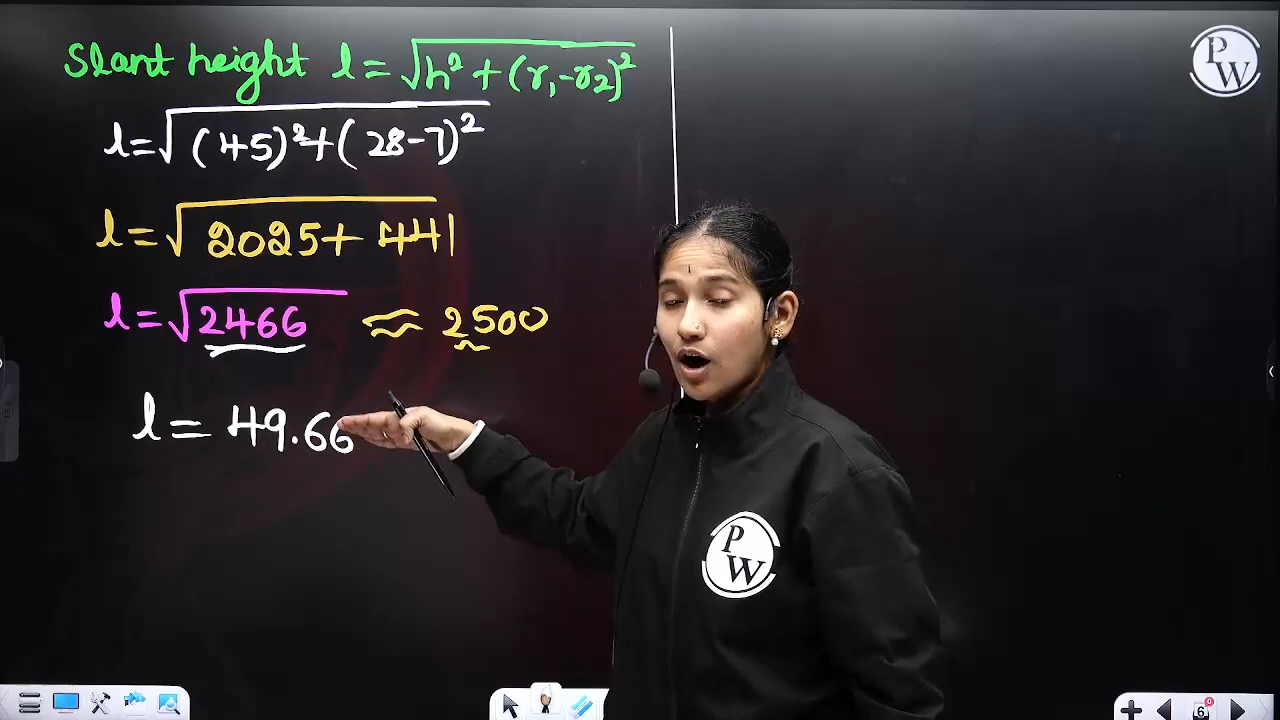 Slant height l = √h² + (r₁-r₂)²
l = √(45)² + (28-7)²
l = √2025 + 441
l = √2466 ≈ 2500
l = 49.66
PW
PW
6